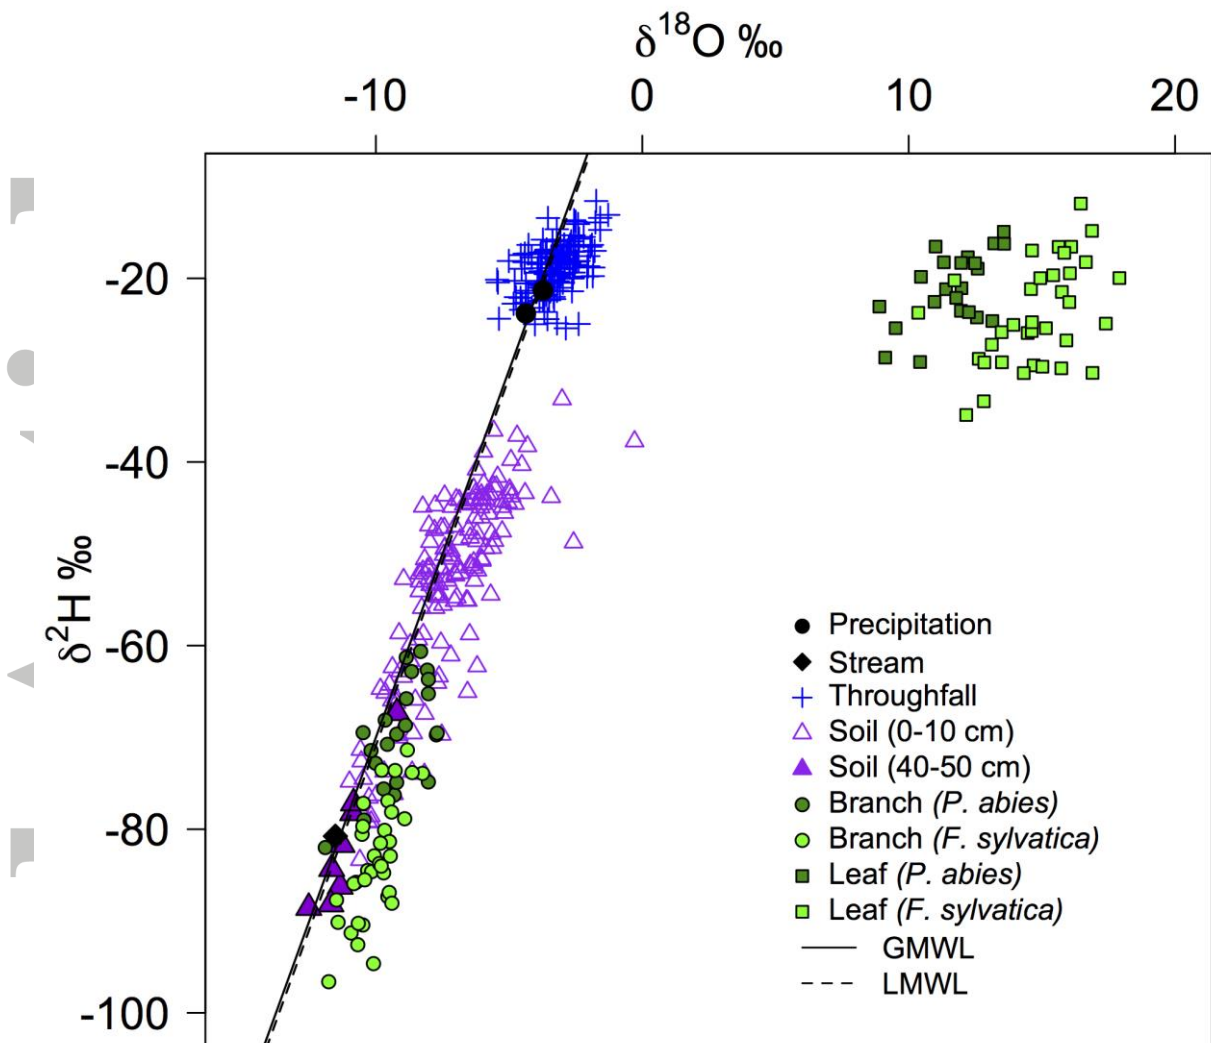 δ¹⁸O ‰
-10 0 10 20
-20
-40
-60
-80
-100
δ²H ‰
Precipitation
Stream
Throughfall
Soil (0-10 cm)
Soil (40-50 cm)
Branch (P. abies)
Branch (F. sylvatica)
Leaf (P. abies)
Leaf (F. sylvatica)
GMWL
LMWL